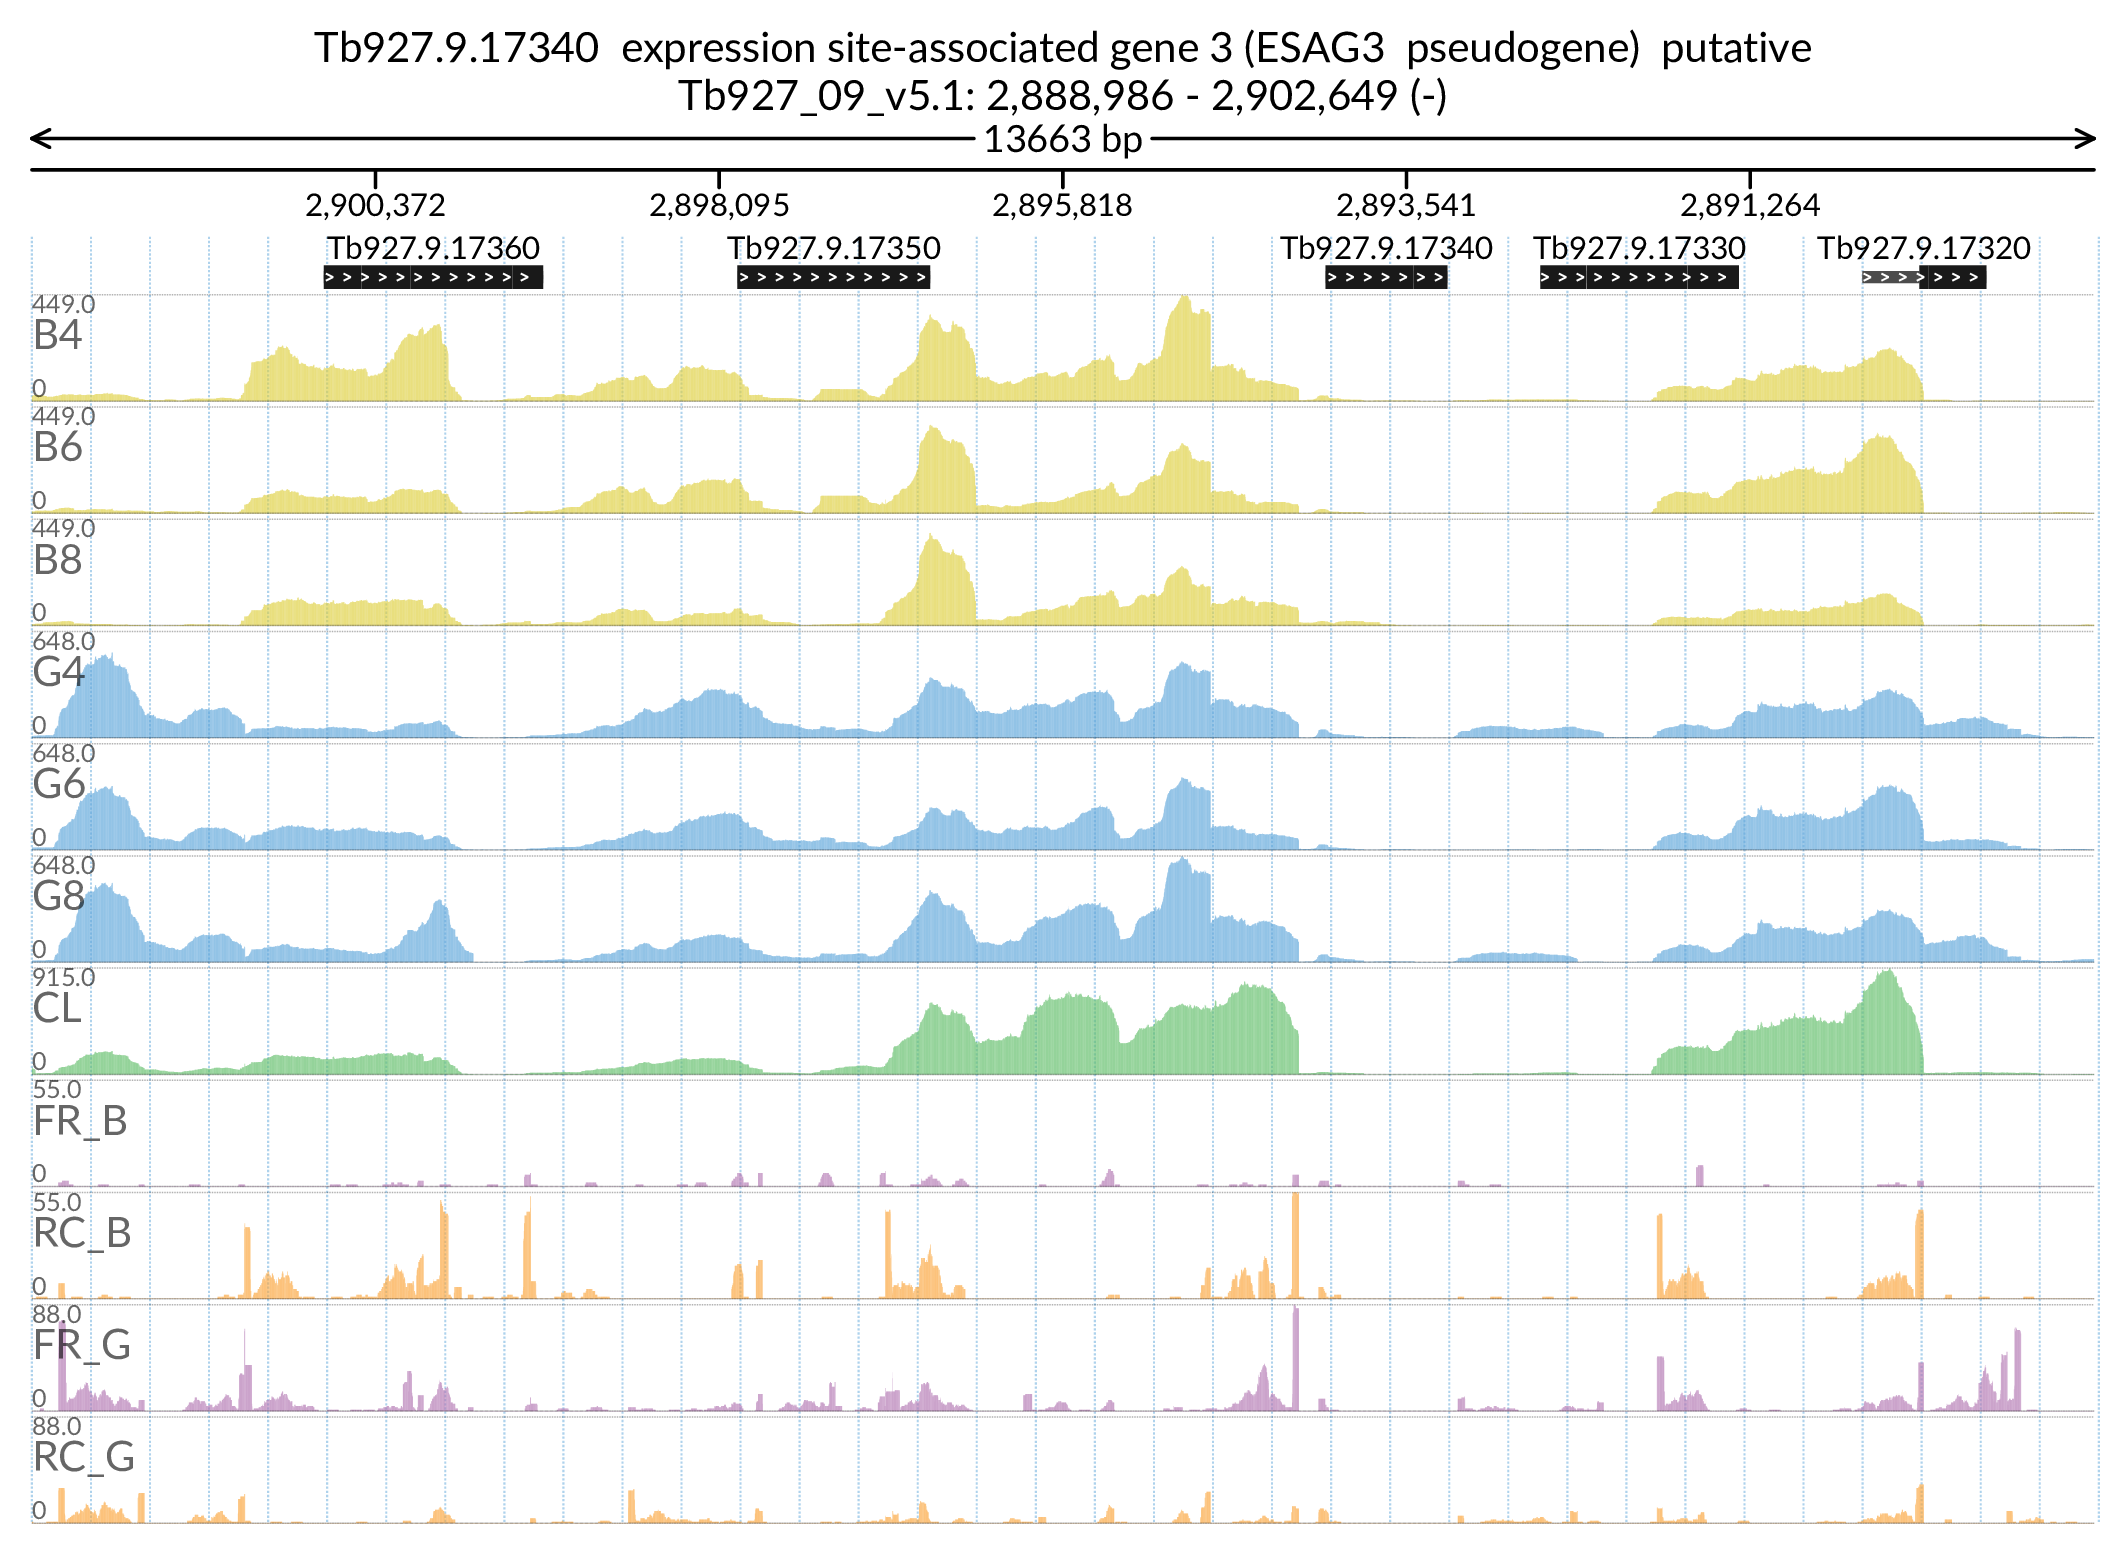 Tb927.9.17340  expression site-associated gene 3 (ESAG3  pseudogene)  putative
Tb927_09_v5.1: 2,888,986 - 2,902,649 (-)
13663 bp
2,900,372 2,898,095 2,895,818 2,893,541 2,891,264
Tb927.9.17360 Tb927.9.17350 Tb927.9.17340 Tb927.9.17330 Tb927.9.17320
449.0
B4
0
449.0
B6
0
449.0
B8
0
648.0
G4
0
648.0
G6
0
648.0
G8
0
915.0
CL
0
55.0
FR_B
0
55.0
RC_B
0
88.0
FR_G
0
88.0
RC_G
0